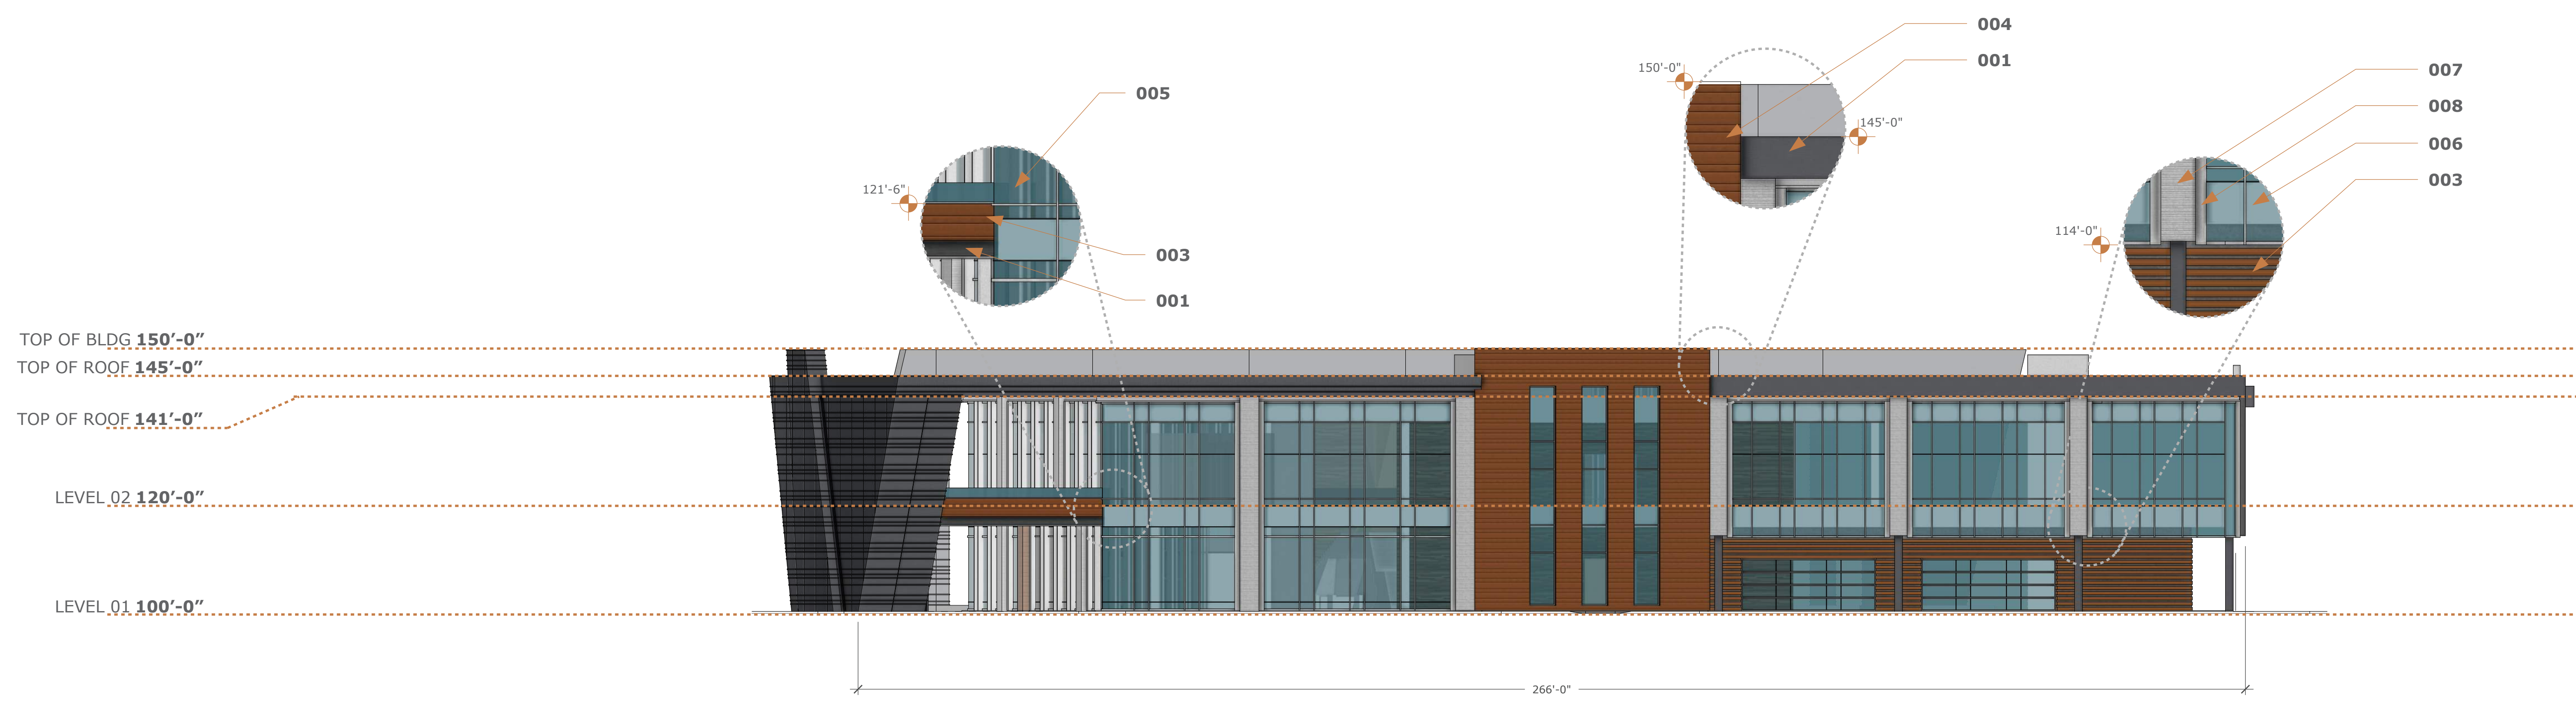 004
001
150'-0"
145'-0"
005
121'-6"
003
001
007
008
006
003
114'-0"
TOP OF BLDG 150’-0”
TOP OF ROOF 145’-0”
TOP OF ROOF 141’-0”
LEVEL 02 120’-0”
LEVEL 01 100’-0”
266'-0"